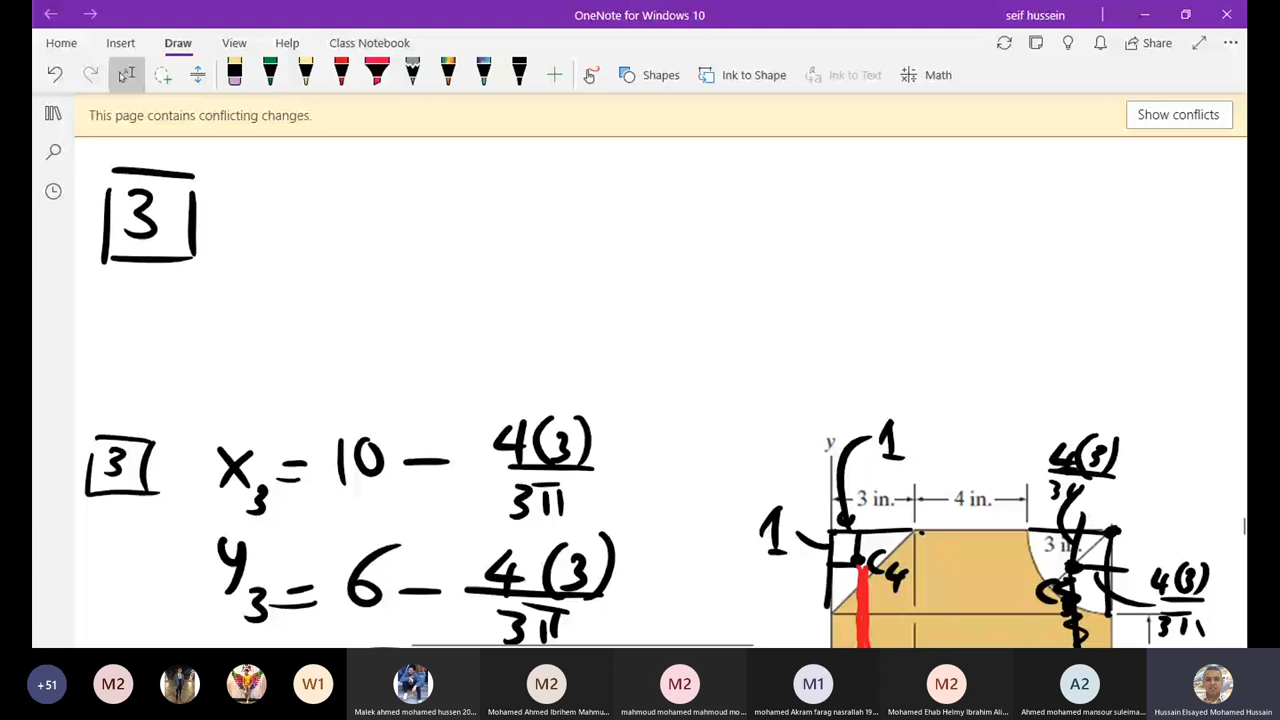 OneNote for Windows 10
seif hussein
Home Insert Draw View Help Class Notebook
Share
Shapes Ink to Shape Ink to Text Math
This page contains conflicting changes.
Show conflicts
3
3
x₃ = 10 − 4(3)/3π
y₃ = 6 − 4(3)/3π
y
1
3 in.
4 in.
4(3)
1
C₄
3 in.
4(3)/3π
+51
M2
W1
Malek ahmed mohamed hussen 20...
M2
Mohamed Ahmed Ibrihem Mahmu...
M2
mahmoud mohamed mahmoud mo...
M1
mohamed Akram farag nasrallah 19...
M2
Mohamed Ehab Helmy Ibrahim Ali...
A2
Ahmed mohamed mansour suleima...
Hussain Elsayed Mohamed Hussain